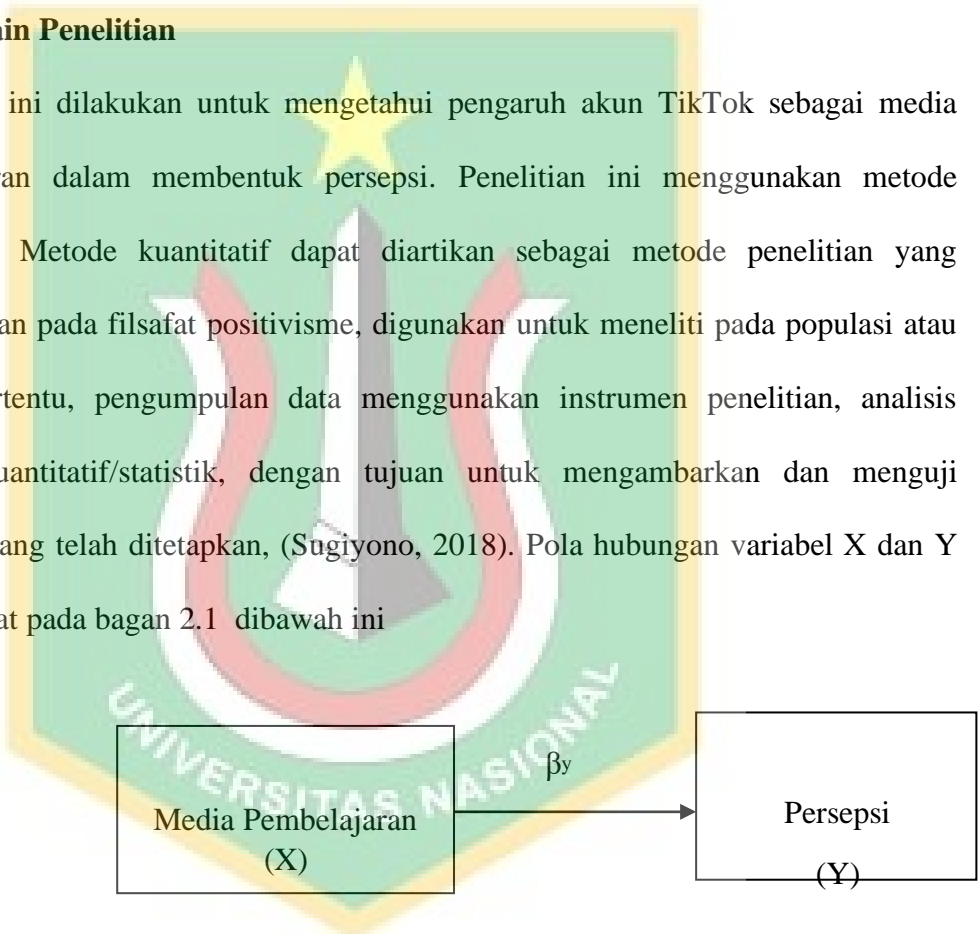 ain Penelitian
ini dilakukan untuk mengetahui pengaruh akun TikTok sebagai media
ran dalam membentuk persepsi. Penelitian ini menggunakan metode
Metode kuantitatif dapat diartikan sebagai metode penelitian yang
an pada filsafat positivisme, digunakan untuk meneliti pada populasi atau
rtentu, pengumpulan data menggunakan instrumen penelitian, analisis
uantitatif/statistik, dengan tujuan untuk mengambarkan dan menguji
ang telah ditetapkan, (Sugiyono, 2018). Pola hubungan variabel X dan Y
at pada bagan 2.1 dibawah ini
UNIVERSITAS NASIONAL
βy
Media Pembelajaran
(X)
Persepsi
(Y)